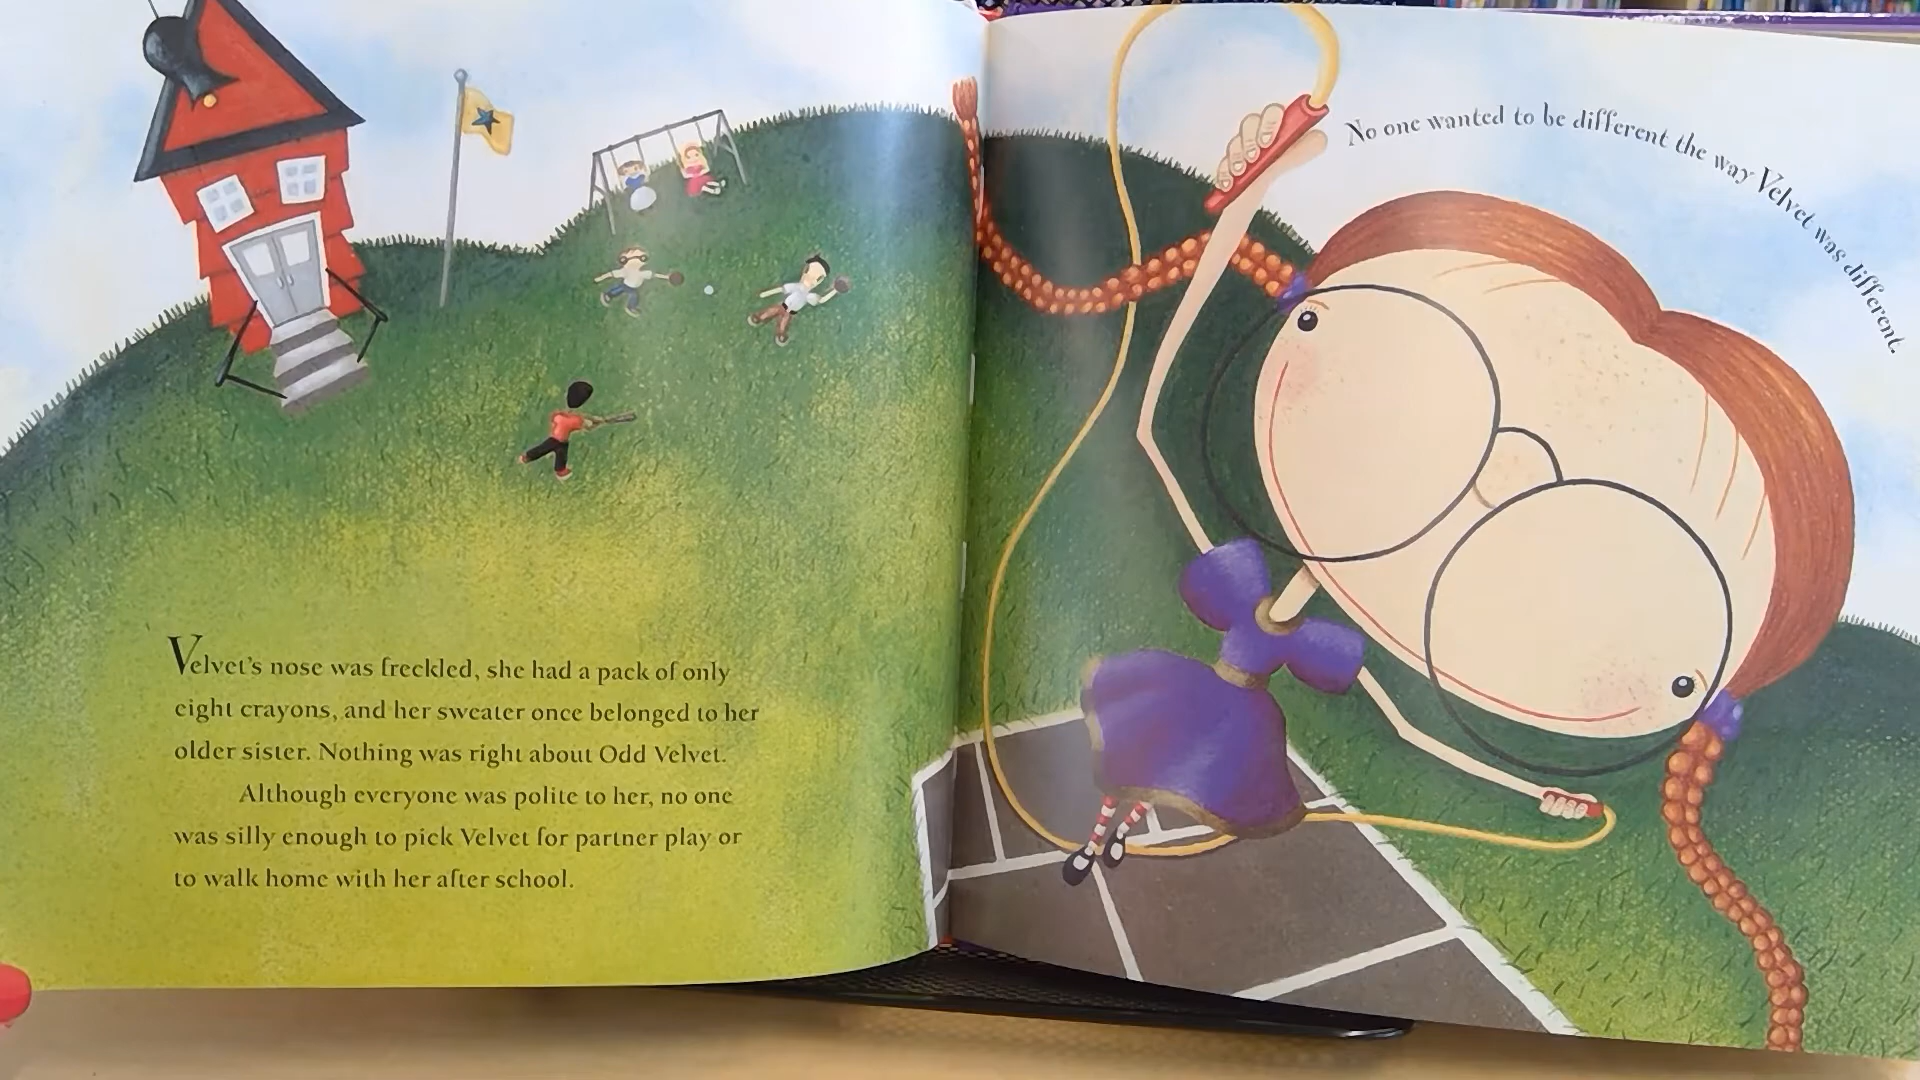 Velvet's nose was freckled, she had a pack of only
eight crayons, and her sweater once belonged to her
older sister. Nothing was right about Odd Velvet.
Although everyone was polite to her, no one
was silly enough to pick Velvet for partner play or
to walk home with her after school.
No one wanted to be different the way Velvet was different.